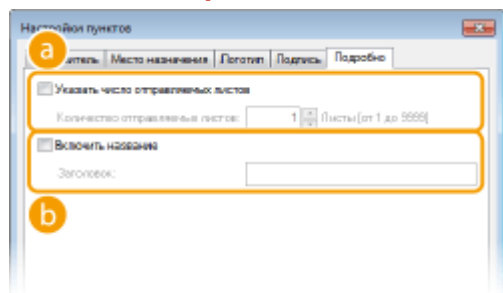 Настройки пунктов
a
Место назначения Логотип Подпись Подробно
Указать число отправляемых листов
Количество отправляемых листов: 1 Листы [от 1 до 9999]
Включить название
Заголовок:
b